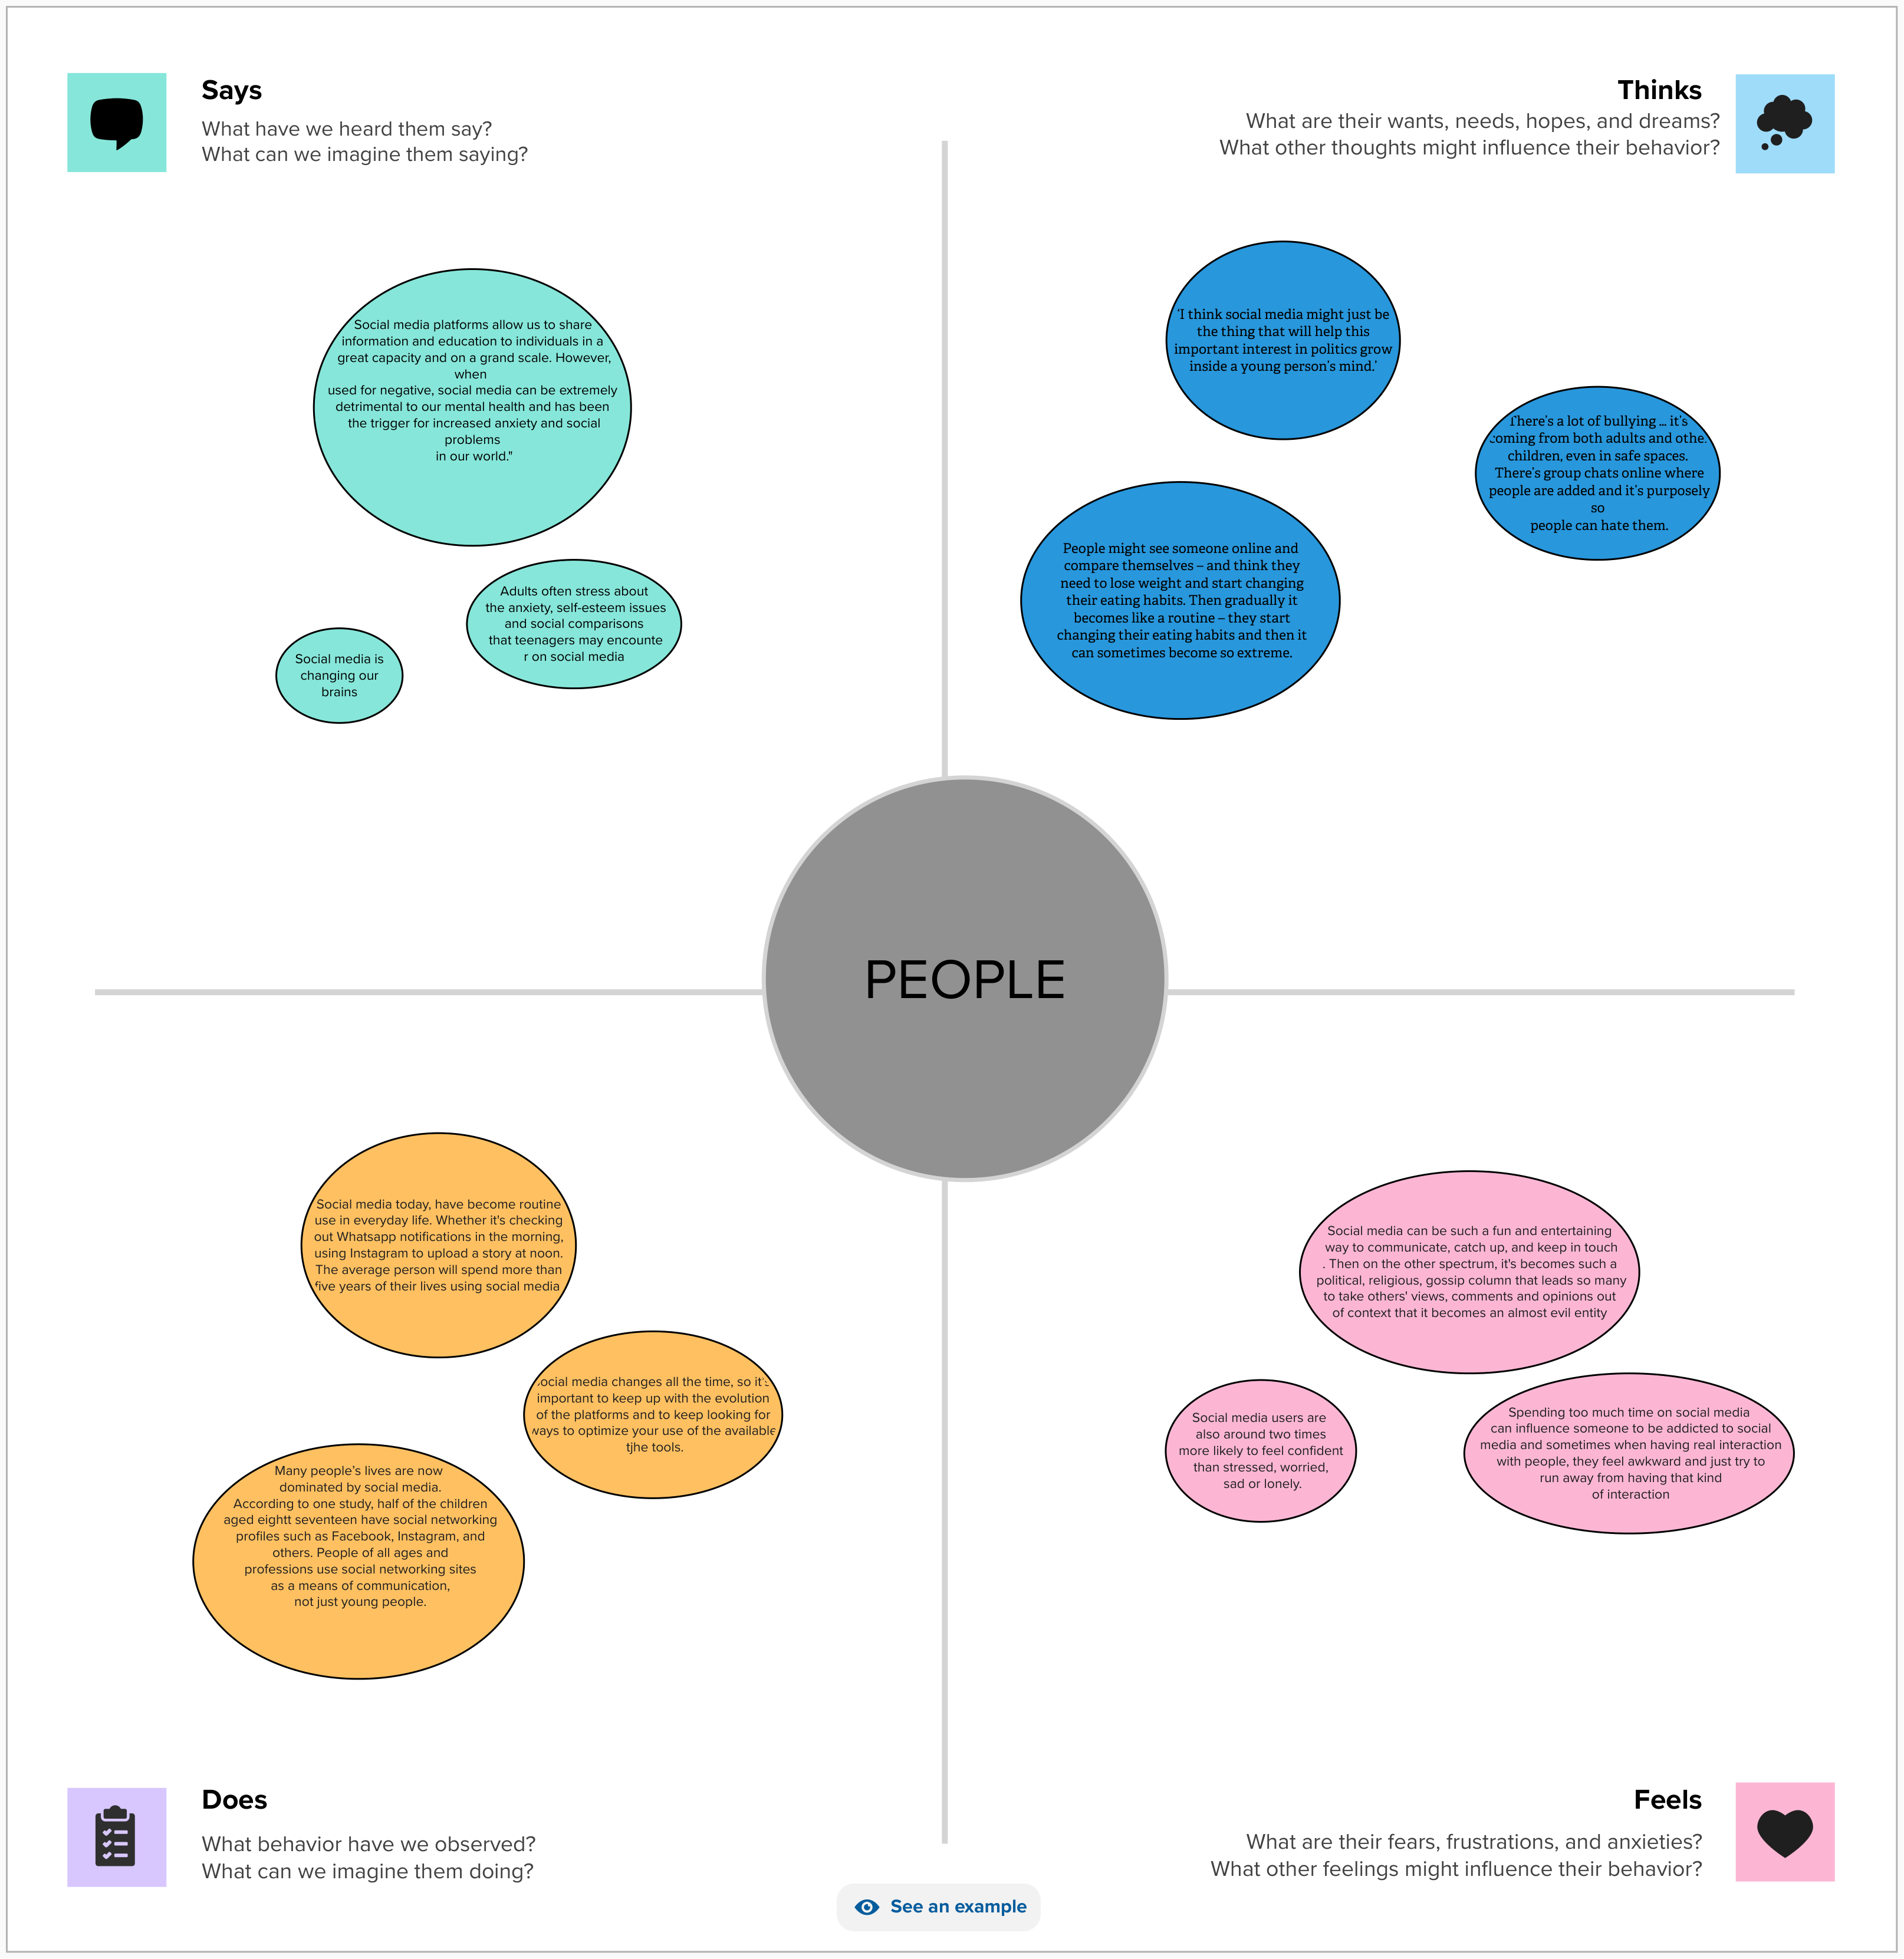 Says
What have we heard them say?
What can we imagine them saying?
Thinks
What are their wants, needs, hopes, and dreams?
What other thoughts might influence their behavior?
Social media platforms allow us to share
information and education to individuals in a
great capacity and on a grand scale. However,
when
used for negative, social media can be extremely
detrimental to our mental health and has been
the trigger for increased anxiety and social
problems
in our world."
Adults often stress about
the anxiety, self-esteem issues
and social comparisons
that teenagers may encounte
r on social media
Social media is
changing our
brains
'I think social media might just be
the thing that will help this
important interest in politics grow
inside a young person's mind.'
There's a lot of bullying ... it's
coming from both adults and other
children, even in safe spaces.
There's group chats online where
people are added and it's purposely
so
people can hate them.
People might see someone online and
compare themselves – and think they
need to lose weight and start changing
their eating habits. Then gradually it
becomes like a routine – they start
changing their eating habits and then it
can sometimes become so extreme.
PEOPLE
Social media today, have become routine
use in everyday life. Whether it's checking
out Whatsapp notifications in the morning,
using Instagram to upload a story at noon.
The average person will spend more than
five years of their lives using social media
Social media changes all the time, so it's
important to keep up with the evolution
of the platforms and to keep looking for
ways to optimize your use of the available
tjhe tools.
Many people's lives are now
dominated by social media.
According to one study, half of the children
aged eightt seventeen have social networking
profiles such as Facebook, Instagram, and
others. People of all ages and
professions use social networking sites
as a means of communication,
not just young people.
Social media can be such a fun and entertaining
way to communicate, catch up, and keep in touch
. Then on the other spectrum, it's becomes such a
political, religious, gossip column that leads so many
to take others' views, comments and opinions out
of context that it becomes an almost evil entity
Social media users are
also around two times
more likely to feel confident
than stressed, worried,
sad or lonely.
Spending too much time on social media
can influence someone to be addicted to social
media and sometimes when having real interaction
with people, they feel awkward and just try to
run away from having that kind
of interaction
Does
What behavior have we observed?
What can we imagine them doing?
Feels
What are their fears, frustrations, and anxieties?
What other feelings might influence their behavior?
See an example